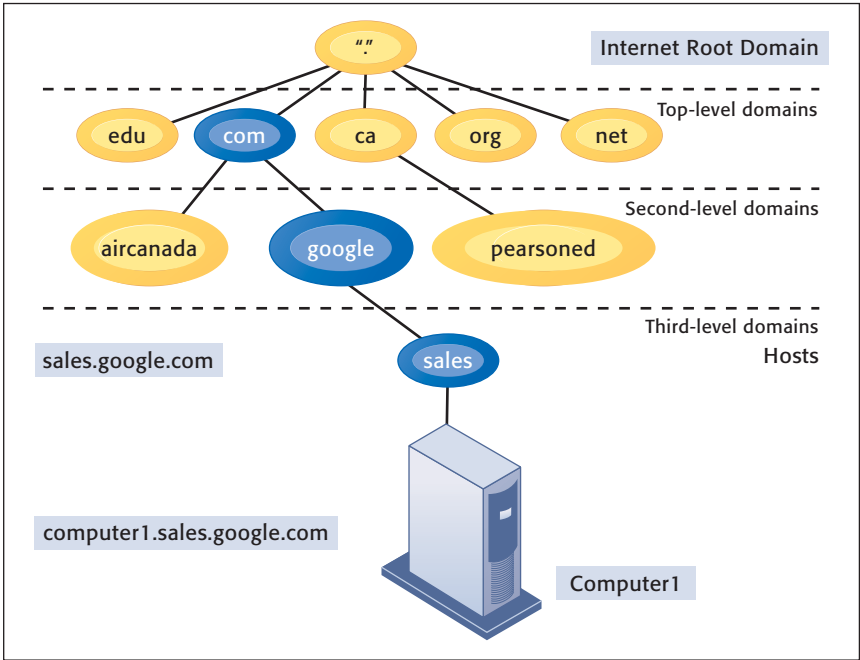 “.”
Internet Root Domain
Top-level domains
edu
com
ca
org
net
Second-level domains
aircanada
google
pearsoned
Third-level domains
Hosts
sales.google.com
sales
computer1.sales.google.com
Computer1